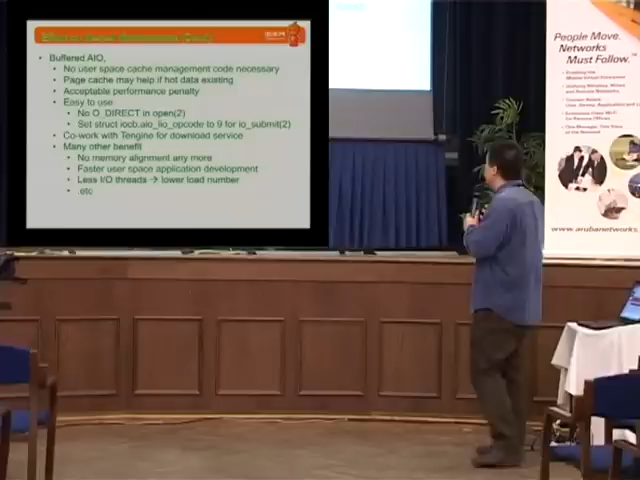 Buffered AIO,
No user space cache management code necessary
Page cache may help if hot data existing
Acceptable performance penalty
Easy to use
No O_DIRECT in open(2)
Set struct iocb.aio_lio_opcode to 9 for io_submit(2)
Co-work with Tengine for download service
Many other benefit
No memory alignment any more
Faster user space application development
Less I/O threads → lower load number
.etc
People Move.
Networks
Must Follow.™
www.arubanetworks.